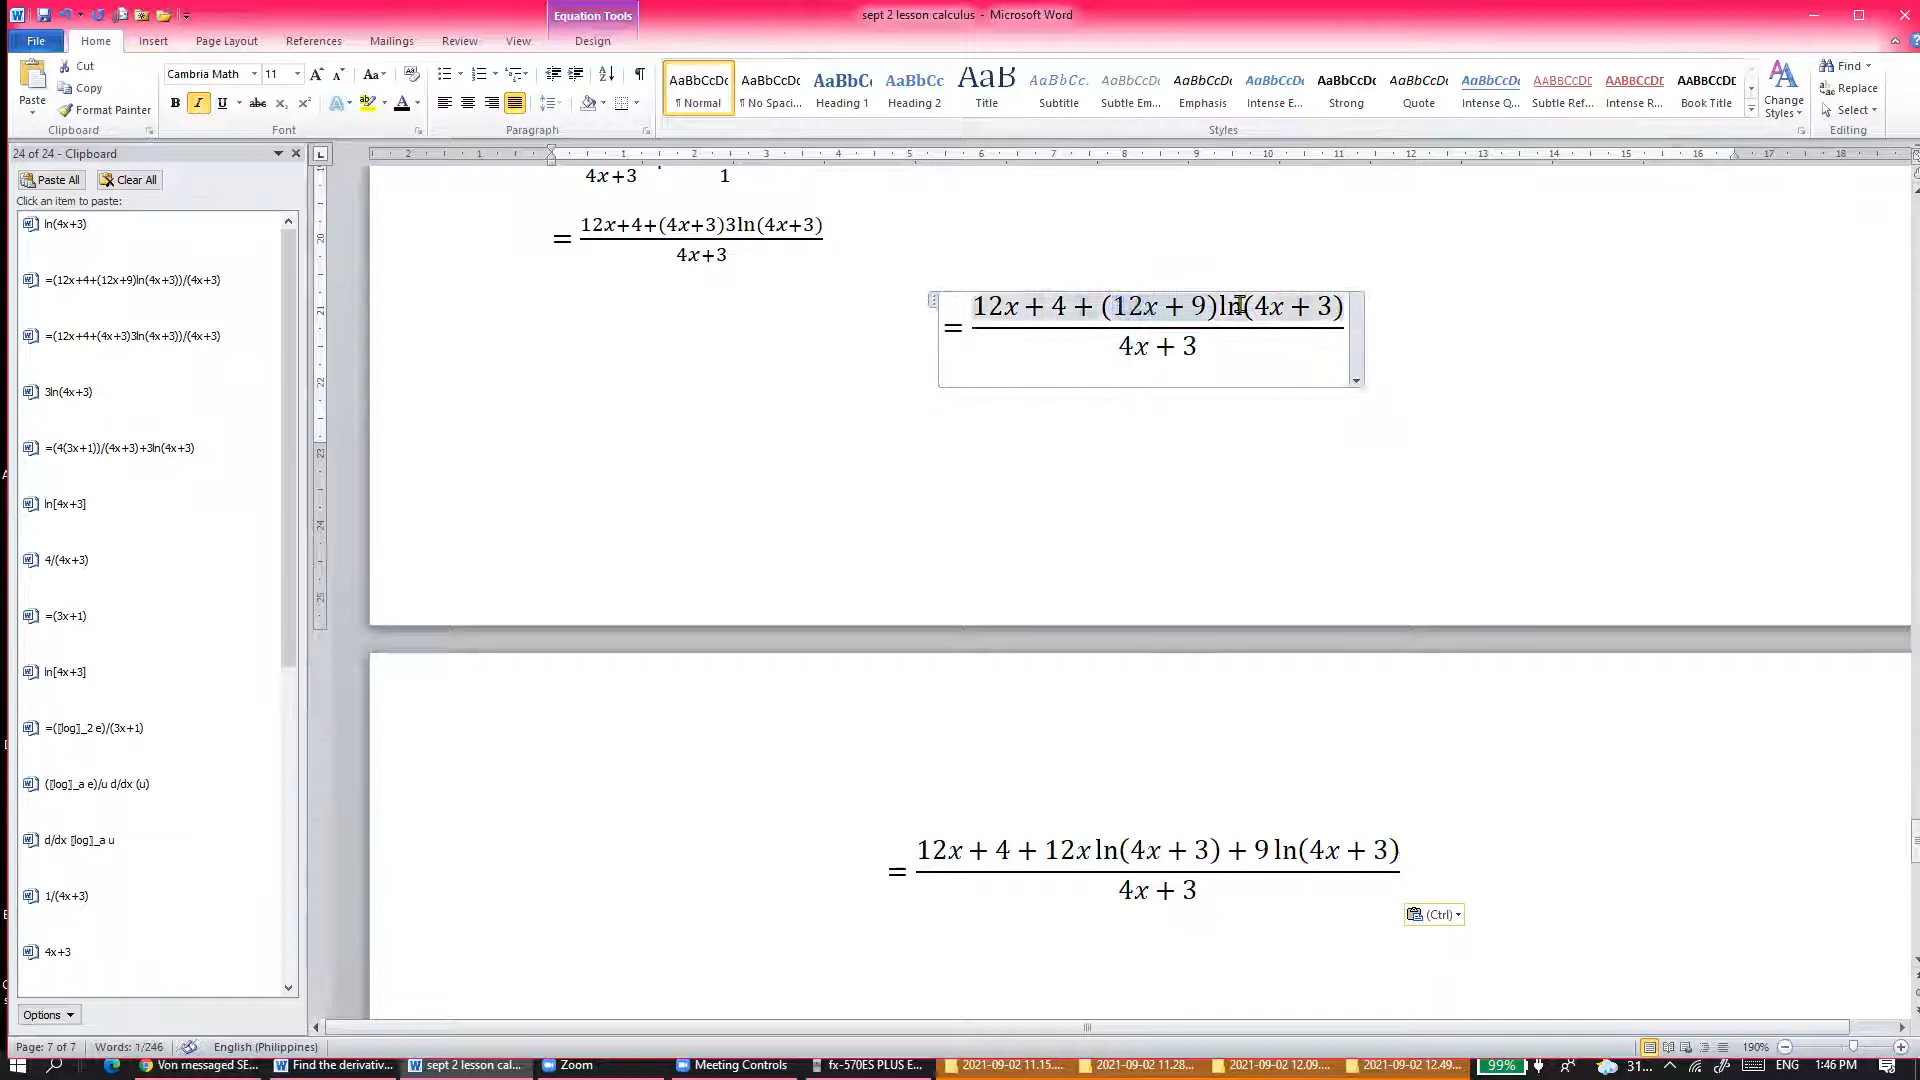 sept 2 lesson calculus - Microsoft Word
Equation Tools
File Home Insert Page Layout References Mailings Review View Design
Paste
Cut
Copy
Format Painter
Clipboard
Cambria Math 11
Font
Paragraph
AaBbCcDc AaBbCcDc AaBbC AaBbCc AaB AaBbCc. AaBbCcDc AaBbCcDc AaBbCcDc AaBbCcDc AaBbCcDc AaBbCcDc AaBbCcDc AaBbCcDc AaBbCcDc
¶ Normal ¶ No Spaci... Heading 1 Heading 2 Title Subtitle Subtle Em... Emphasis Intense E... Strong Quote Intense Q... Subtle Ref... Intense R... Book Title
Styles
Change Styles
Find
Replace
Select
Editing
24 of 24 - Clipboard
Paste All Clear All
Click an item to paste:
ln(4x+3)
=(12x+4+(12x+9)ln(4x+3))/(4x+3)
=(12x+4+(4x+3)3ln(4x+3))/(4x+3)
3ln(4x+3)
=(4(3x+1))/(4x+3)+3ln(4x+3)
ln[4x+3]
4/(4x+3)
=(3x+1)
ln[4x+3]
=(〖log〗_2 e)/(3x+1)
(〖log〗_a e)/u d/dx (u)
d/dx 〖log〗_a u
1/(4x+3)
4x+3
Options
4x+3 1
12x+4+(4x+3)3ln(4x+3)
=
4x+3
12x + 4 + (12x + 9)ln(4x + 3)
=
4x + 3
12x + 4 + 12x ln(4x + 3) + 9 ln(4x + 3)
=
4x + 3
(Ctrl)
Page: 7 of 7 Words: 1/246 English (Philippines) 190%
Von messaged SE... Find the derivativ... sept 2 lesson cal... Zoom Meeting Controls fx-570ES PLUS E... 2021-09-02 11.15.... 2021-09-02 11.28... 2021-09-02 12.09.... 2021-09-02 12.49... 99% 31... ENG 1:46 PM